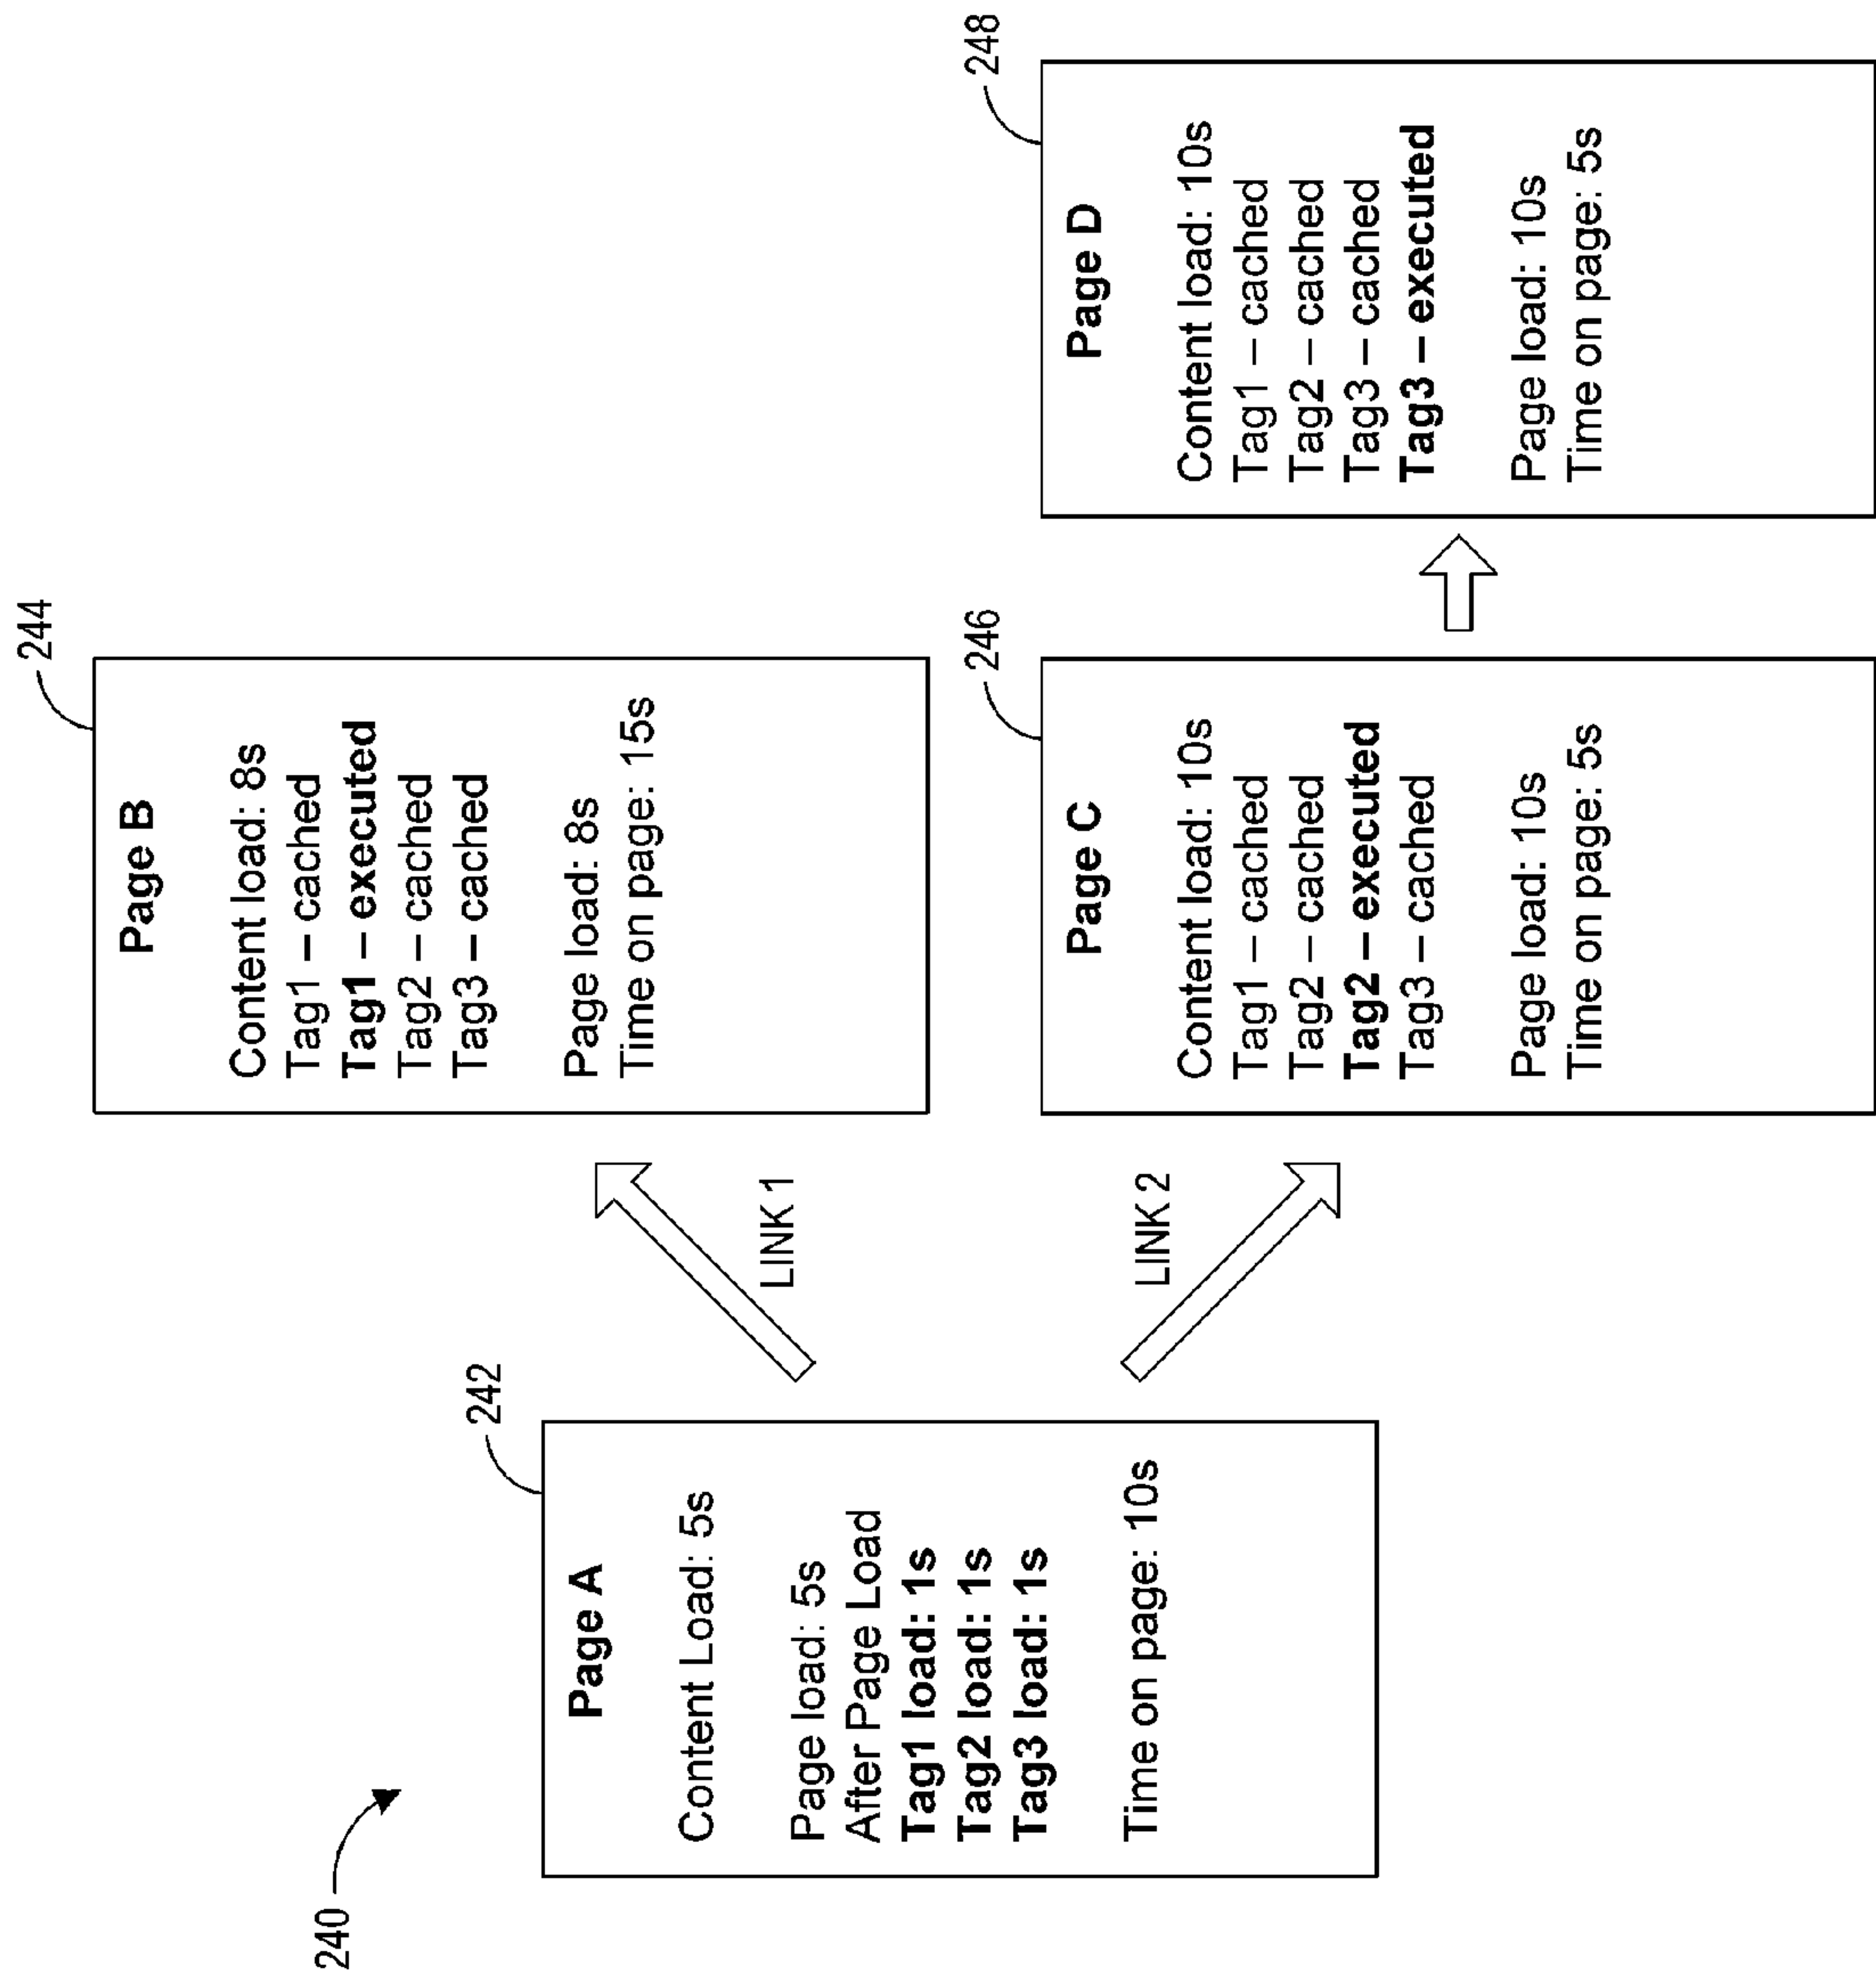 240
242
Page A
Content Load: 5s
Page load: 5s
After Page Load
Tag1 load: 1s
Tag2 load: 1s
Tag3 load: 1s
Time on page: 10s
LINK 1
LINK 2
244
Page B
Content load: 8s
Tag1 – cached
Tag1 – executed
Tag2 – cached
Tag3 – cached
Page load: 8s
Time on page: 15s
246
Page C
Content load: 10s
Tag1 – cached
Tag2 – cached
Tag2 – executed
Tag3 – cached
Page load: 10s
Time on page: 5s
248
Page D
Content load: 10s
Tag1 – cached
Tag2 – cached
Tag3 – cached
Tag3 – executed
Page load: 10s
Time on page: 5s